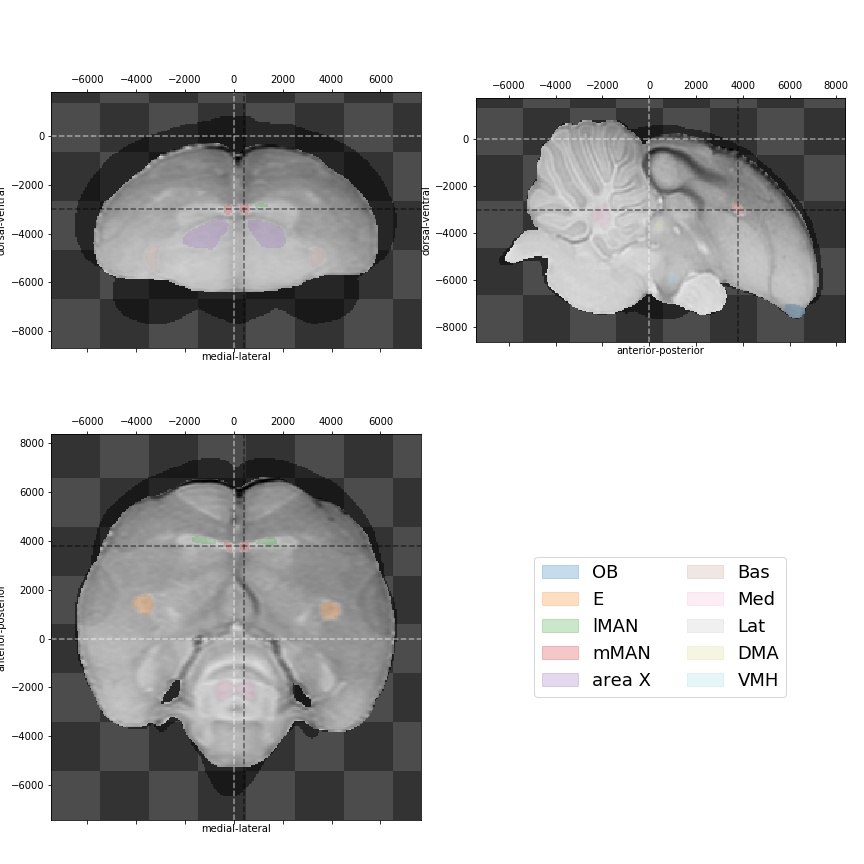 −6000 −4000 −2000 0 2000 4000 6000
0
−2000
−4000
−6000
−8000
dorsal-ventral
medial-lateral
−6000 −4000 −2000 0 2000 4000 6000 8000
0
−2000
−4000
−6000
−8000
dorsal-ventral
anterior-posterior
−6000 −4000 −2000 0 2000 4000 6000
8000
6000
4000
2000
0
−2000
−4000
−6000
anterior-posterior
medial-lateral
OB
E
lMAN
mMAN
area X
Bas
Med
Lat
DMA
VMH